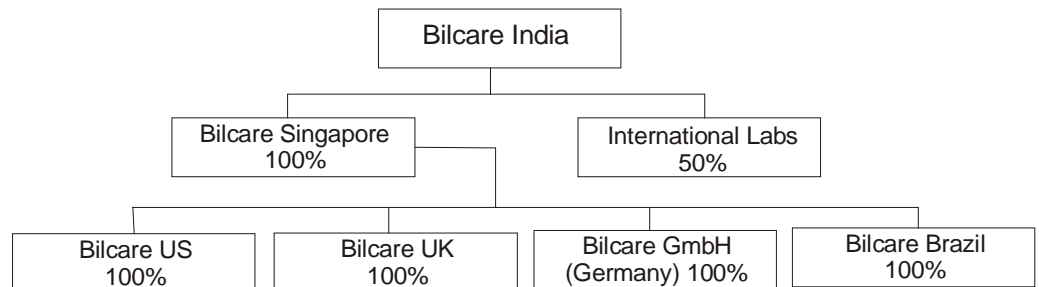 Bilcare India
Bilcare Singapore
100%
International Labs
50%
Bilcare US
100%
Bilcare UK
100%
Bilcare GmbH
(Germany) 100%
Bilcare Brazil
100%